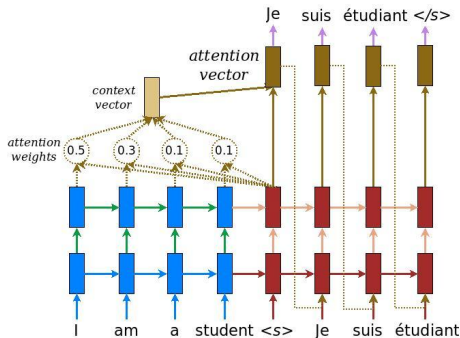 Je suis étudiant </s>
attention
vector
context
vector
attention
weights
0.5 0.3 0.1 0.1
I am a student <s> Je suis étudiant